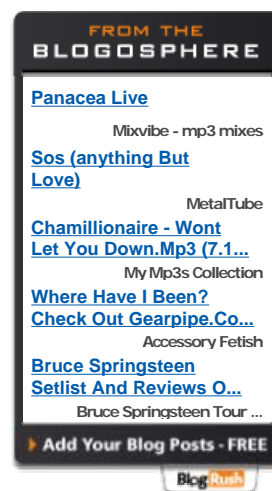 FROM THE
BLOGOSPHERE
Panacea Live
Mixvibe - mp3 mixes
Sos (anything But
Love)
MetalTube
Chamillionaire - Wont
Let You Down.Mp3 (7.1...
My Mp3s Collection
Where Have I Been?
Check Out Gearpipe.Co...
Accessory Fetish
Bruce Springsteen
Setlist And Reviews O...
Bruce Springsteen Tour ...
Add Your Blog Posts - FREE
Blog Rush